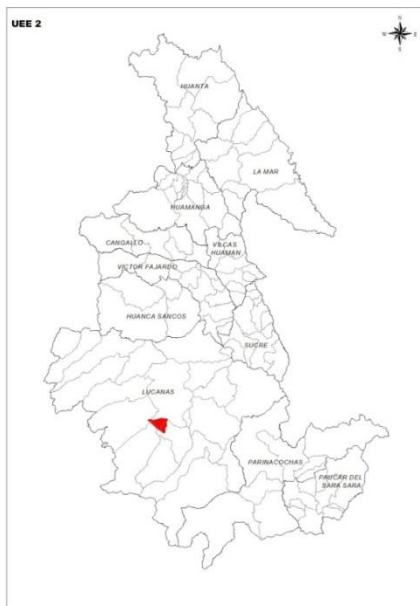 UEE 2
N
W
E
S
HUANTA
LA MAR
HUAMANGA
CANGALLO
VILCAS
HUAMAN
VICTOR FAJARDO
HUANCA SANCOS
SUCRE
LUCANAS
PARINACOCHAS
PAUCAR DEL
SARA SARA